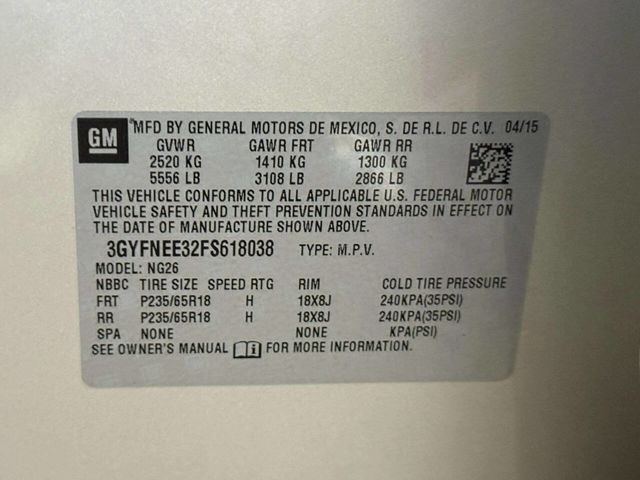 GM
®MFD BY GENERAL MOTORS DE MEXICO, S. DE R.L. DE C.V. 04/15
GVWR GAWR FRT GAWR RR
2520 KG 1410 KG 1300 KG
5556 LB 3108 LB 2866 LB
THIS VEHICLE CONFORMS TO ALL APPLICABLE U.S. FEDERAL MOTOR
VEHICLE SAFETY AND THEFT PREVENTION STANDARDS IN EFFECT ON
THE DATE OF MANUFACTURE SHOWN ABOVE.
3GYFNEE32FS618038 TYPE: M.P.V.
MODEL: NG26
NBBC TIRE SIZE SPEED RTG RIM COLD TIRE PRESSURE
FRT P235/65R18 H 18X8J 240KPA(35PSI)
RR P235/65R18 H 18X8J 240KPA(35PSI)
SPA NONE NONE KPA(PSI)
SEE OWNER'S MANUAL FOR MORE INFORMATION.